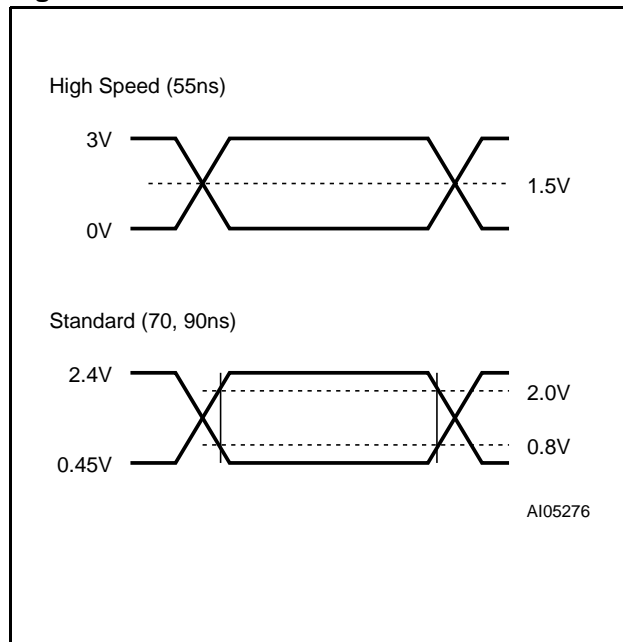 High Speed (55ns)
3V
1.5V
0V
Standard (70, 90ns)
2.4V
2.0V
0.8V
0.45V
AI05276